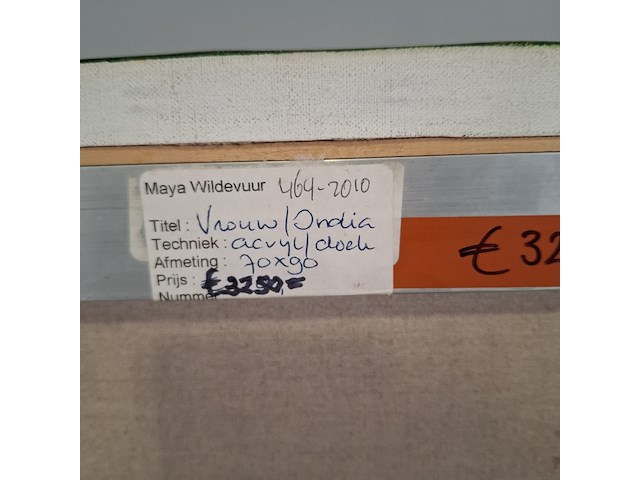 Maya Wildevuur 464-2010
Titel : Vrouw/India
Techniek : acryl/doek
Afmeting : 70x90
Prijs : € 3250,=
Nummer
€ 32